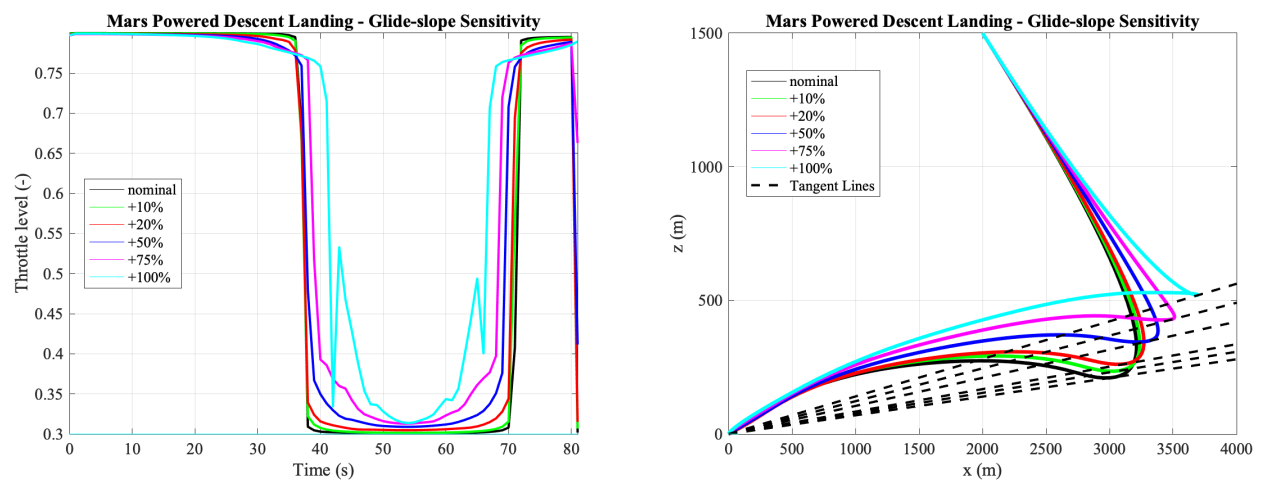 Mars Powered Descent Landing - Glide-slope Sensitivity
Throttle level (-)
0.75
0.7
0.65
0.6
0.55
0.5
0.45
0.4
0.35
0.3
nominal
+10%
+20%
+50%
+75%
+100%
0 10 20 30 40 50 60 70 80
Time (s)
Mars Powered Descent Landing - Glide-slope Sensitivity
z (m)
1500
1000
500
0
nominal
+10%
+20%
+50%
+75%
+100%
Tangent Lines
0 500 1000 1500 2000 2500 3000 3500 4000
x (m)